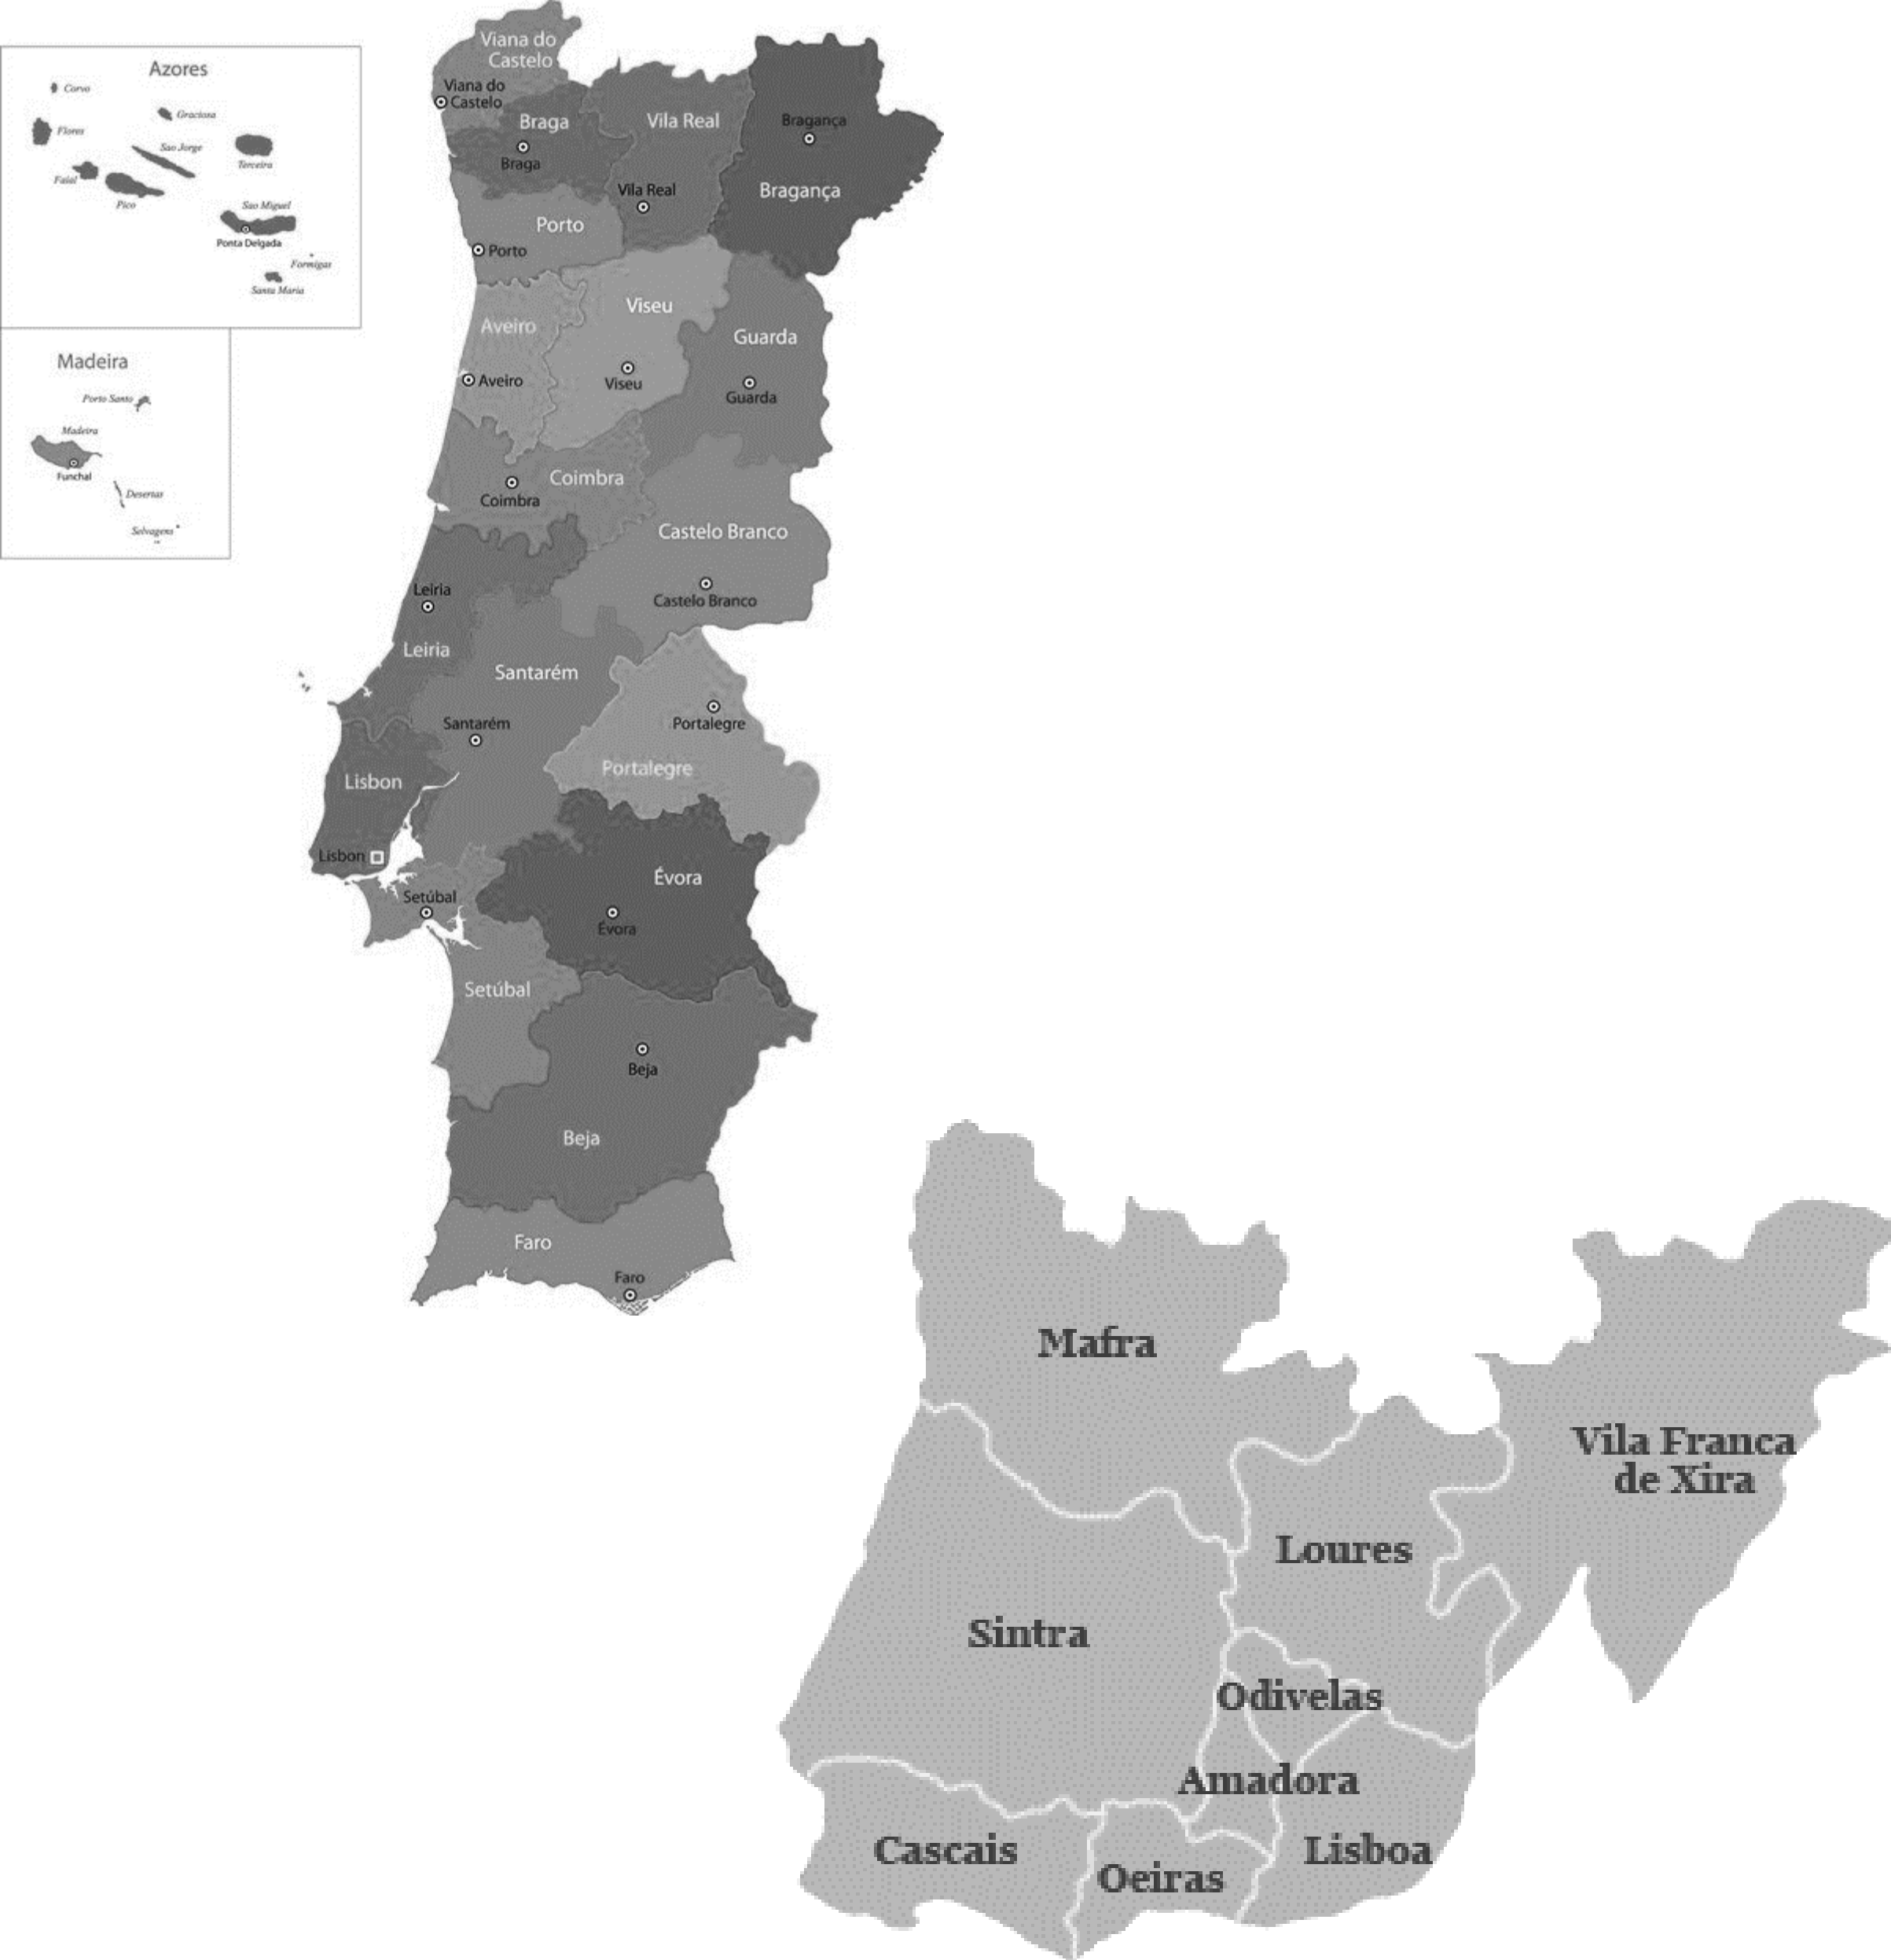 Azores
Corvo
Graciosa
Flores
Sao Jorge
Terceira
Faial
Pico
Sao Miguel
Ponta Delgada
Formigas
Santa Maria
Madeira
Porto Santo
Madeira
Funchal
Desertas
Selvagens
Viana do
Castelo
Viana do
Castelo
Braga
Braga
Vila Real
Vila Real
Bragança
Bragança
Porto
Porto
Aveiro
Aveiro
Viseu
Viseu
Guarda
Guarda
Coimbra
Coimbra
Castelo Branco
Castelo Branco
Leiria
Leiria
Santarém
Santarém
Portalegre
Portalegre
Lisbon
Lisbon
Setúbal
Setúbal
Évora
Évora
Beja
Beja
Faro
Faro
Mafra
Vila Franca
de Xira
Loures
Sintra
Odivelas
Amadora
Cascais
Oeiras
Lisboa